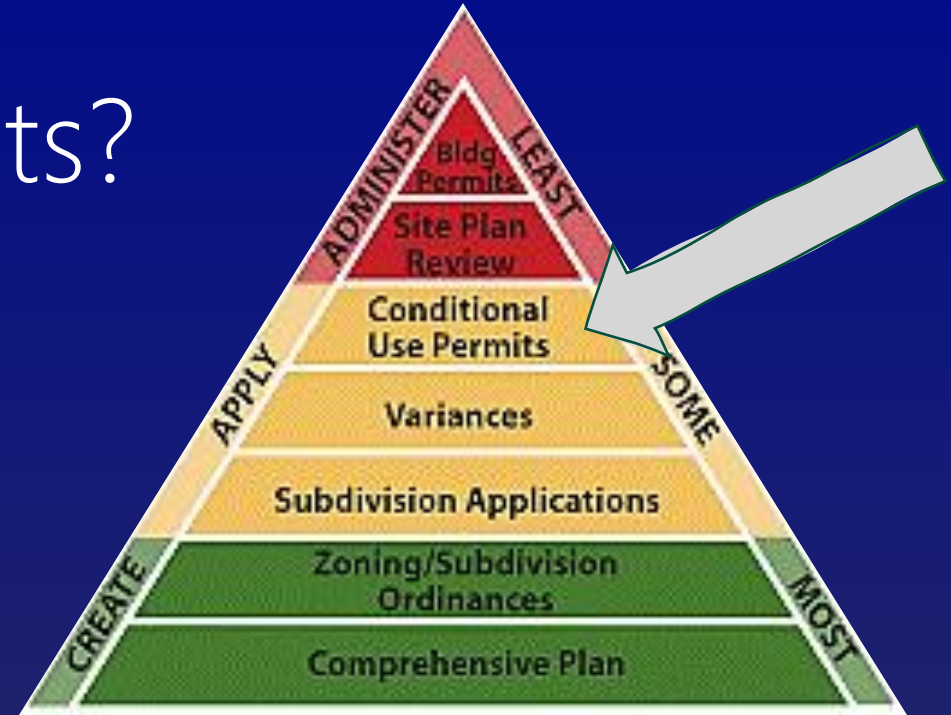 ts?
ADMINISTER
LEAST
Bldg
Permits
Site Plan
Review
Conditional
Use Permits
APPLY
SOME
Variances
Subdivision Applications
CREATE
MOST
Zoning/Subdivision
Ordinances
Comprehensive Plan